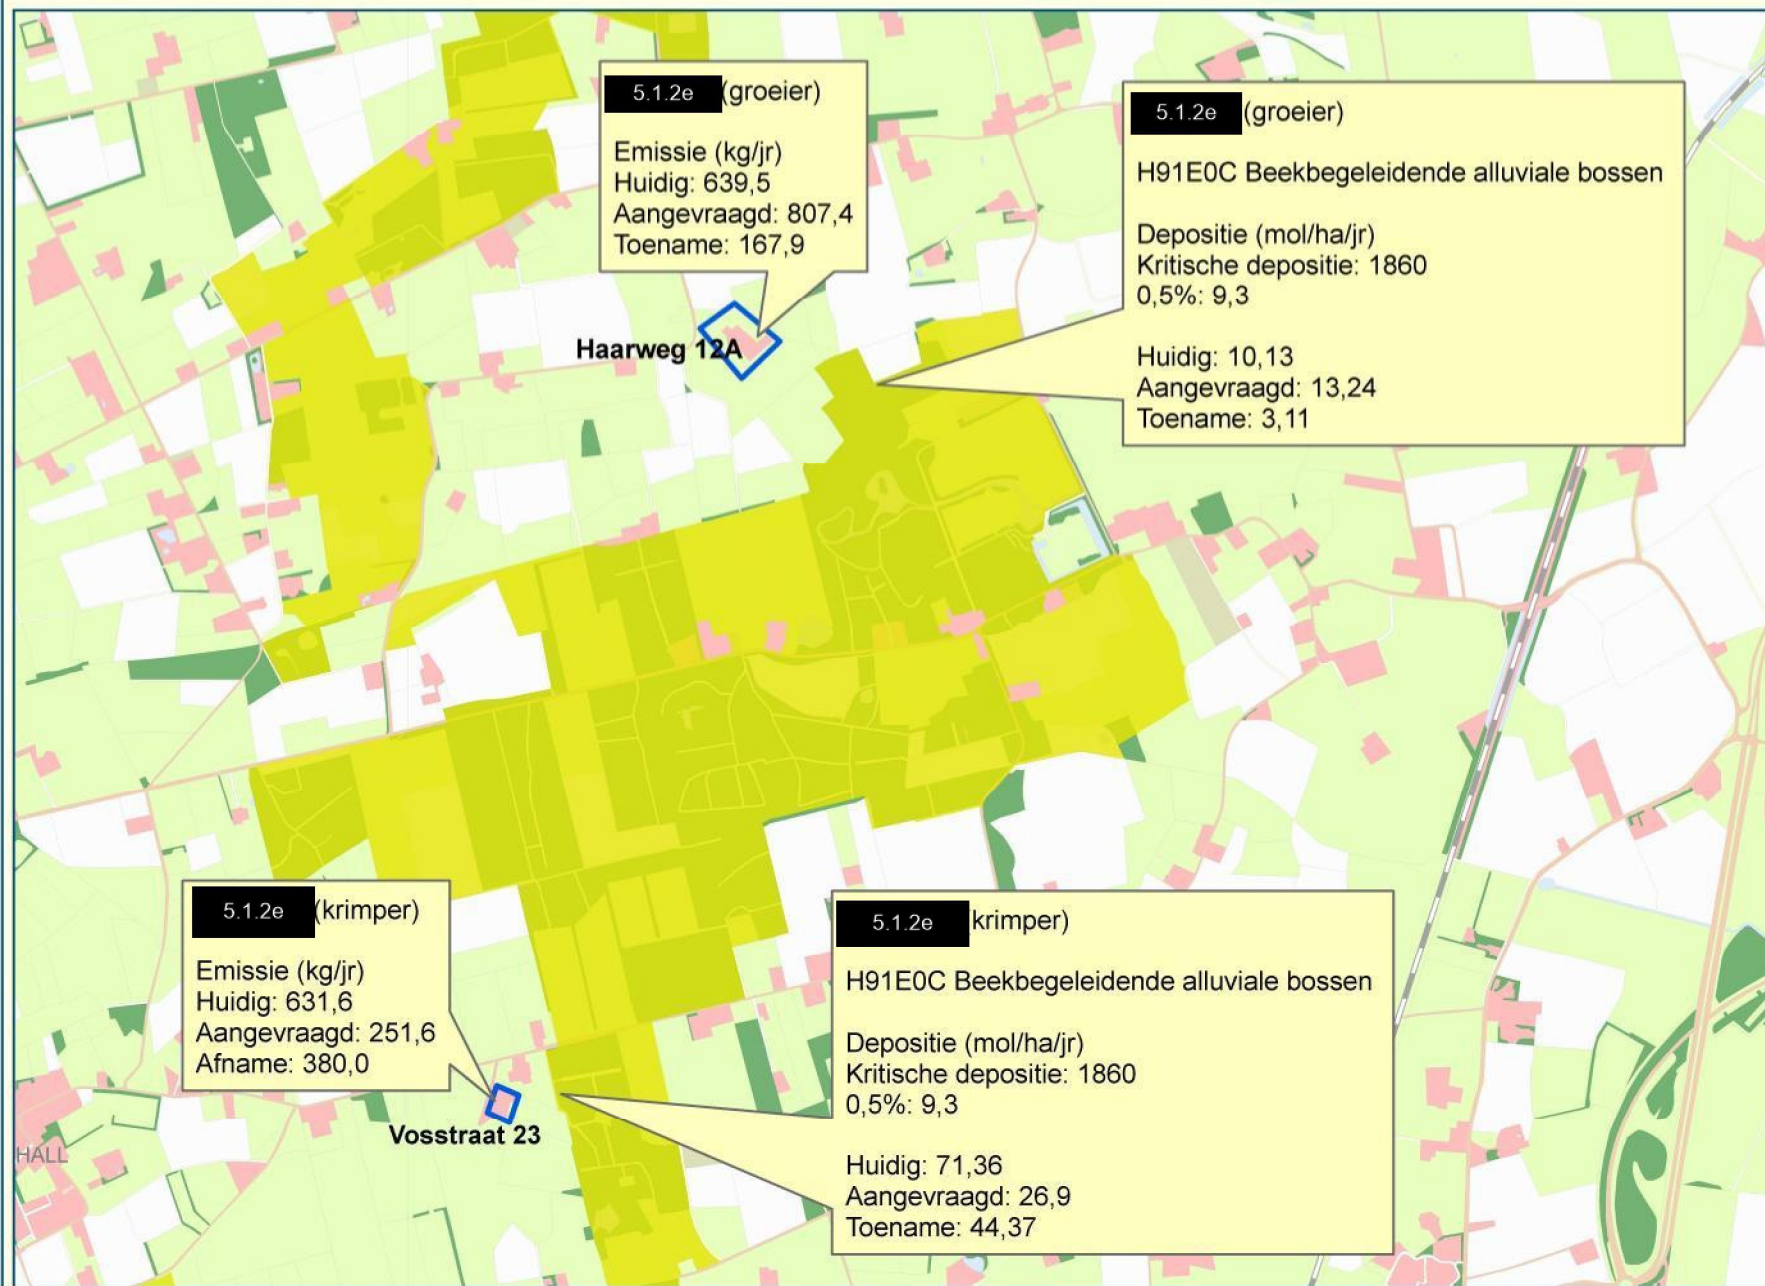 5.1.2e (groeier)
Emissie (kg/jr)
Huidig: 639,5
Aangevraagd: 807,4
Toename: 167,9
5.1.2e (groeier)
H91E0C Beekbegeleidende alluviale bossen
Depositie (mol/ha/jr)
Kritische depositie: 1860
0,5%: 9,3
Huidig: 10,13
Aangevraagd: 13,24
Toename: 3,11
Haarweg 12A
5.1.2e (krimper)
Emissie (kg/jr)
Huidig: 631,6
Aangevraagd: 251,6
Afname: 380,0
5.1.2e krimper)
H91E0C Beekbegeleidende alluviale bossen
Depositie (mol/ha/jr)
Kritische depositie: 1860
0,5%: 9,3
Huidig: 71,36
Aangevraagd: 26,9
Toename: 44,37
Vosstraat 23
HALL